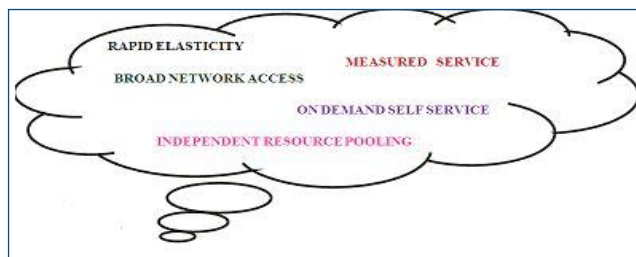 RAPID ELASTICITY
MEASURED SERVICE
BROAD NETWORK ACCESS
ON DEMAND SELF SERVICE
INDEPENDENT RESOURCE POOLING